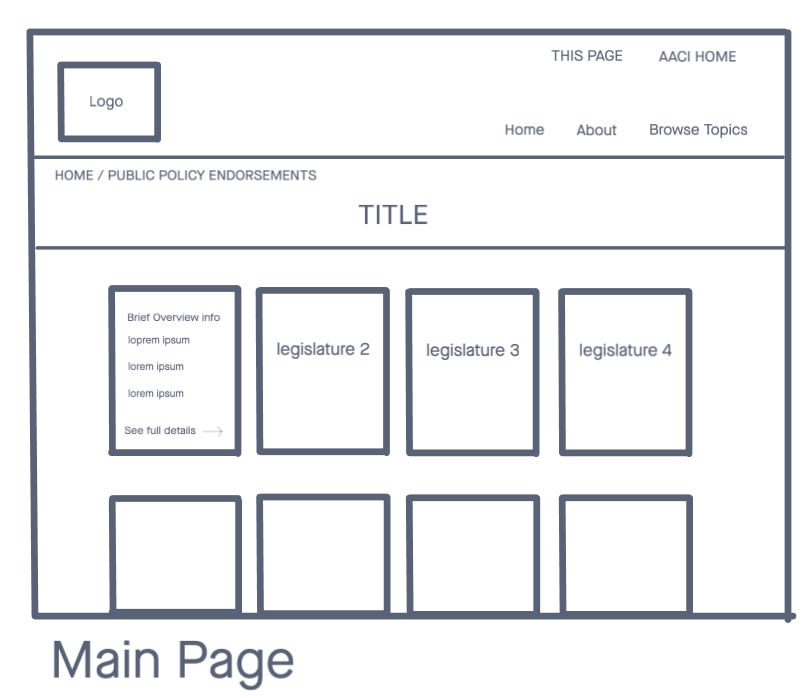 THIS PAGE AACI HOME
Logo
Home About Browse Topics
HOME / PUBLIC POLICY ENDORSEMENTS
TITLE
Brief Overview info
loprem ipsum
lorem ipsum
lorem ipsum
See full details
legislature 2
legislature 3
legislature 4
Main Page